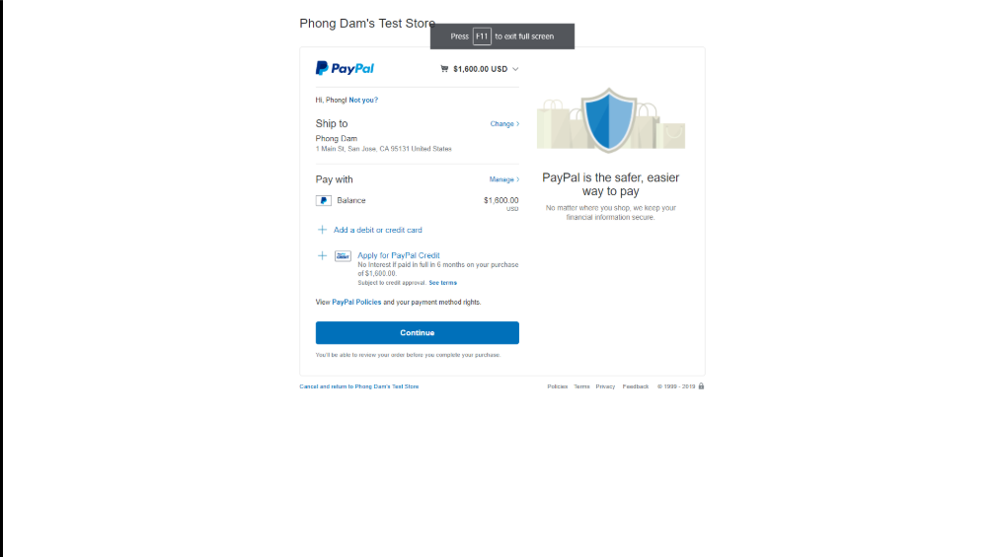 Phong Dam's Test Store
Press F11 to exit full screen
PayPal
$1,600.00 USD
Hi, Phong! Not you?
Ship to
Change
Phong Dam
1 Main St, San Jose, CA 95131 United States
Pay with
Manage
Balance
$1,600.00
USD
Add a debit or credit card
CREDIT
Apply for PayPal Credit
No Interest if paid in full in 6 months on your purchase
of $1,600.00.
Subject to credit approval. See terms
View PayPal Policies and your payment method rights.
Continue
You'll be able to review your order before you complete your purchase.
PayPal is the safer, easier
way to pay
No matter where you shop, we keep your
financial information secure.
Cancel and return to Phong Dam's Test Store
Policies Terms Privacy Feedback © 1999 - 2019